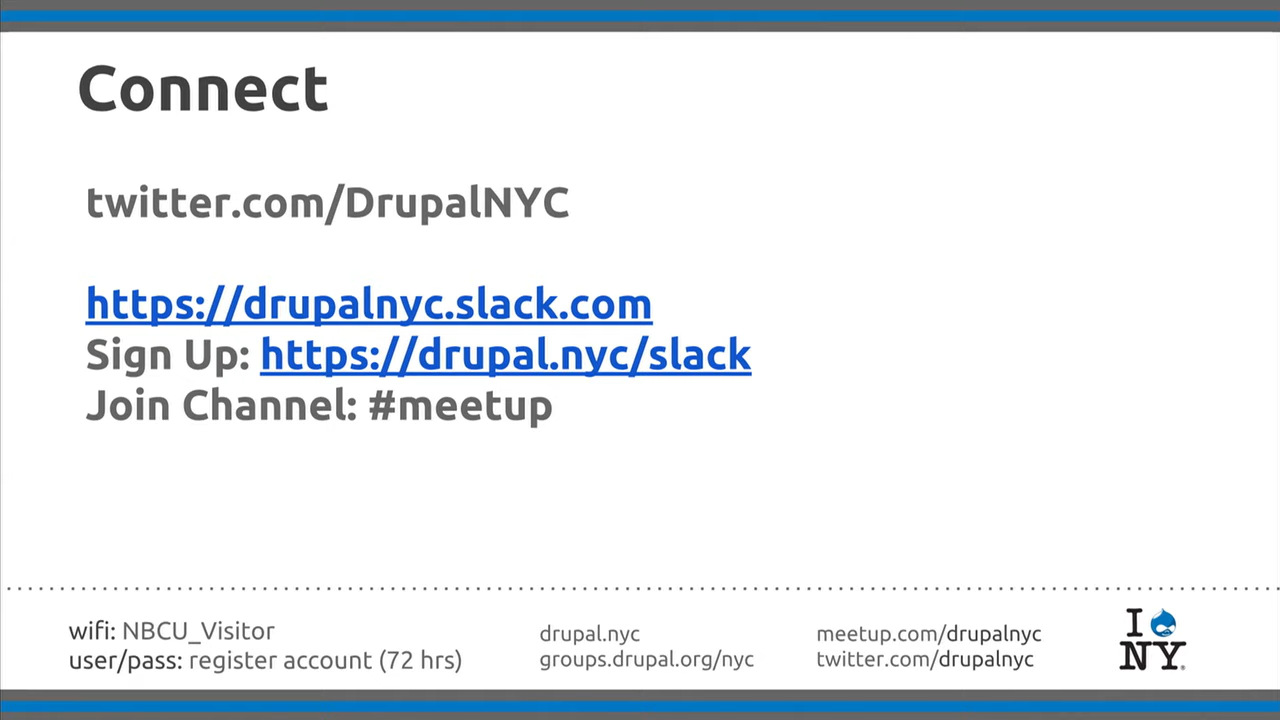 Connect
twitter.com/DrupalNYC
https://drupalnyc.slack.com
Sign Up: https://drupal.nyc/slack
Join Channel: #meetup
wifi: NBCU_Visitor
user/pass: register account (72 hrs)
drupal.nyc
groups.drupal.org/nyc
meetup.com/drupalnyc
twitter.com/drupalnyc
I
NY®